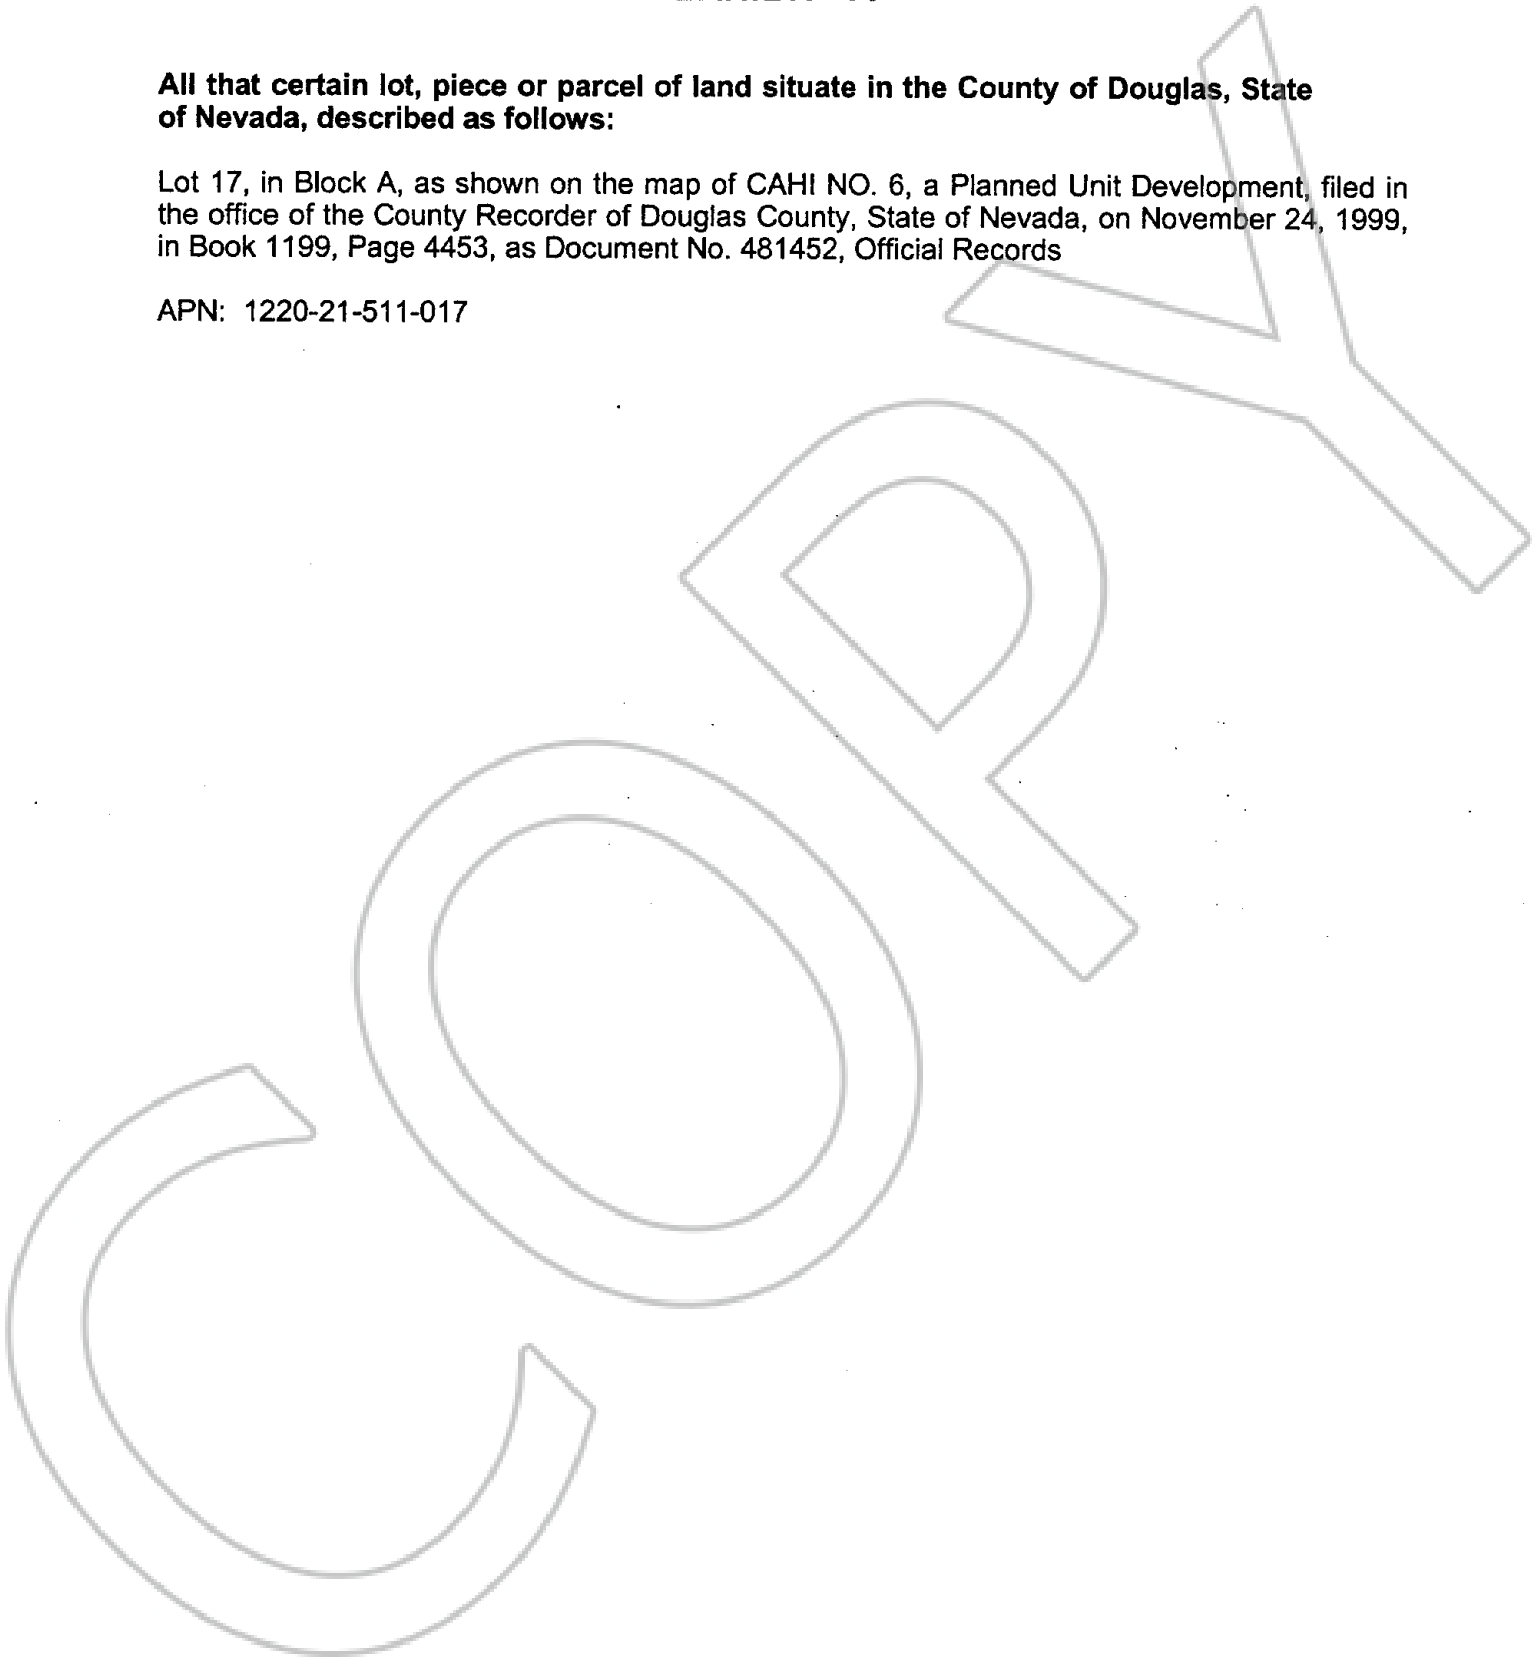 All that certain lot, piece or parcel of land situate in the County of Douglas, State
of Nevada, described as follows:
Lot 17, in Block A, as shown on the map of CAHI NO. 6, a Planned Unit Development, filed in
the office of the County Recorder of Douglas County, State of Nevada, on November 24, 1999,
in Book 1199, Page 4453, as Document No. 481452, Official Records
APN: 1220-21-511-017
COPY